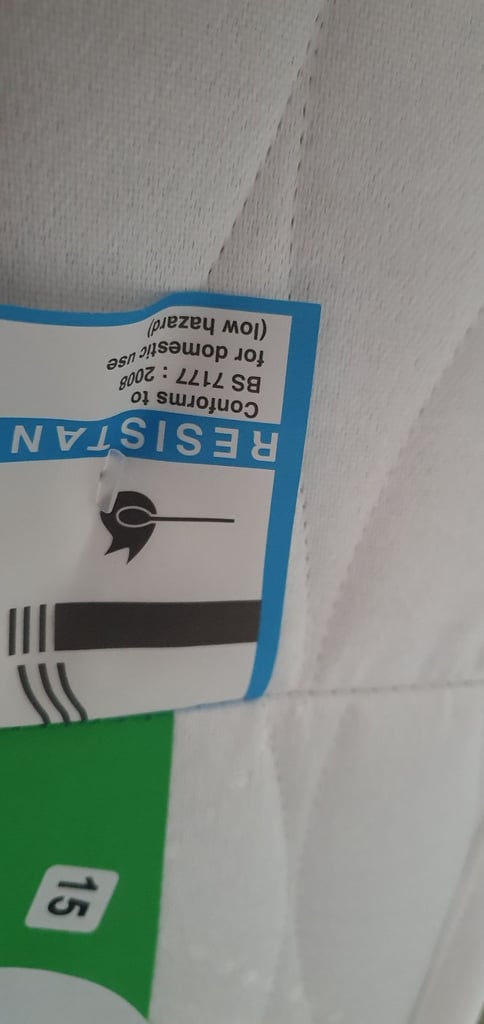 RESISTAN
Conforms to
BS 7177 : 2008
for domestic use
(low hazard)
15